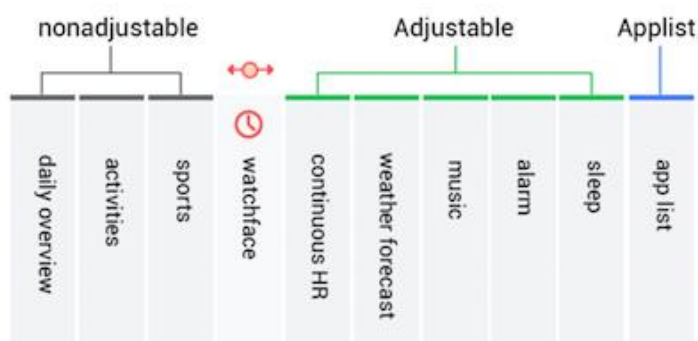 nonadjustable
Adjustable
Applist
daily overview
activities
sports
watchface
continuous HR
weather forecast
music
alarm
sleep
app list